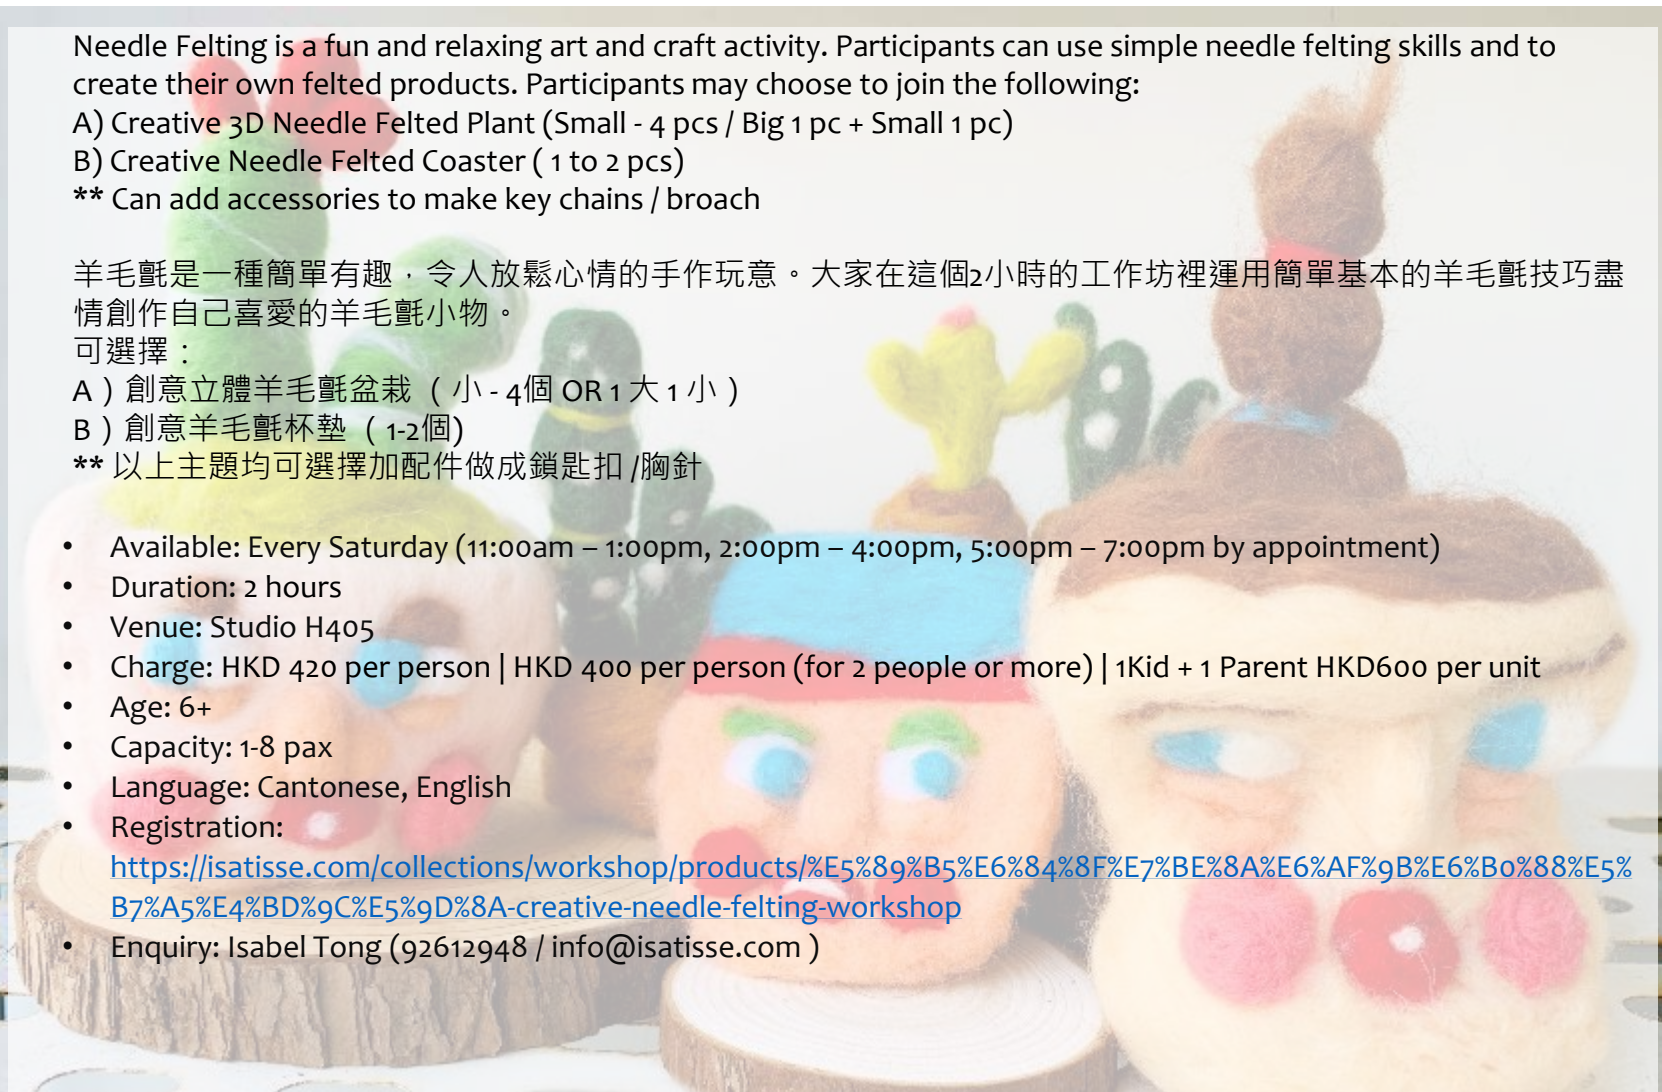 Needle Felting is a fun and relaxing art and craft activity. Participants can use simple needle felting skills and to
create their own felted products. Participants may choose to join the following:
A) Creative 3D Needle Felted Plant (Small - 4 pcs / Big 1 pc + Small 1 pc)
B) Creative Needle Felted Coaster ( 1 to 2 pcs)
** Can add accessories to make key chains / broach
羊毛氈是一種簡單有趣，令人放鬆心情的手作玩意。大家在這個2小時的工作坊裡運用簡單基本的羊毛氈技巧盡
情創作自己喜愛的羊毛氈小物。
可選擇：
A）創意立體羊毛氈盆栽 （小 - 4個 OR 1 大 1 小）
B）創意羊毛氈杯墊 （ 1-2個)
** 以上主題均可選擇加配件做成鎖匙扣 /胸針
• Available: Every Saturday (11:00am – 1:00pm, 2:00pm – 4:00pm, 5:00pm – 7:00pm by appointment)
• Duration: 2 hours
• Venue: Studio H405
• Charge: HKD 420 per person | HKD 400 per person (for 2 people or more) | 1Kid + 1 Parent HKD600 per unit
• Age: 6+
• Capacity: 1-8 pax
• Language: Cantonese, English
• Registration:
https://isatisse.com/collections/workshop/products/%E5%89%B5%E6%84%8F%E7%BE%8A%E6%AF%9B%E6%B0%88%E5%
B7%A5%E4%BD%9C%E5%9D%8A-creative-needle-felting-workshop
• Enquiry: Isabel Tong (92612948 / info@isatisse.com )